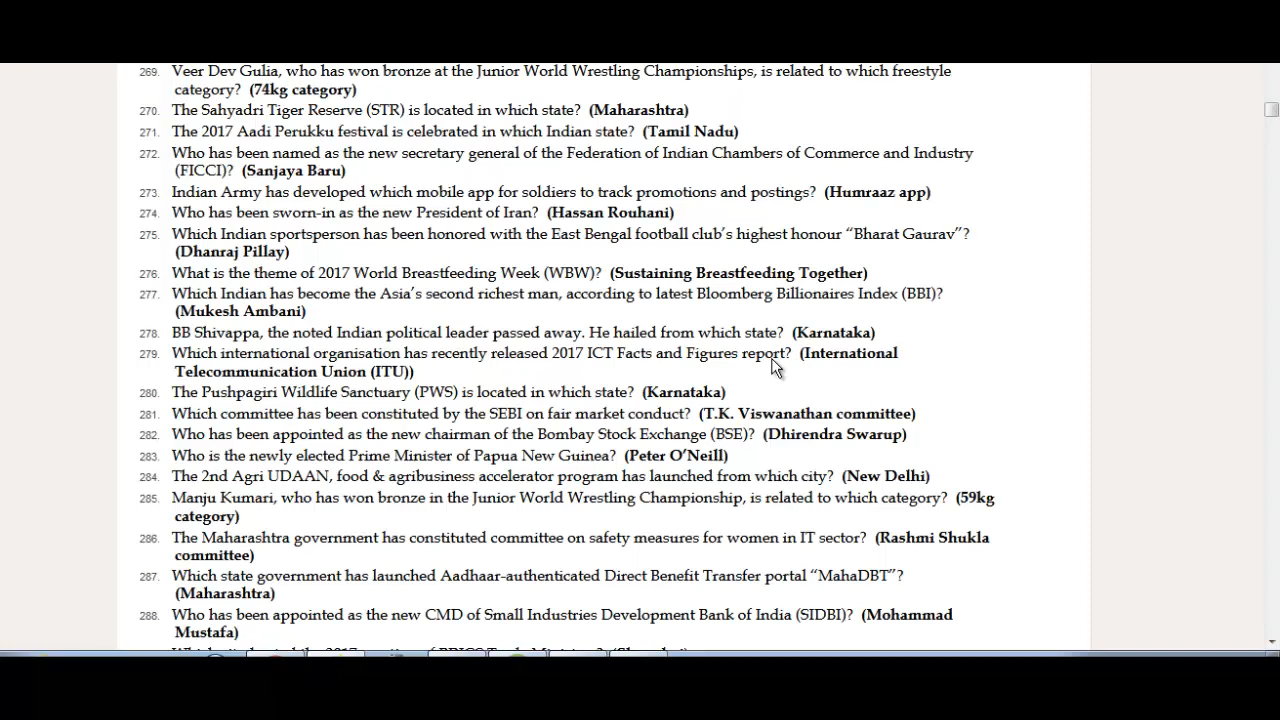 269. Veer Dev Gulia, who has won bronze at the Junior World Wrestling Championships, is related to which freestyle
category? (74kg category)
270. The Sahyadri Tiger Reserve (STR) is located in which state? (Maharashtra)
271. The 2017 Aadi Perukku festival is celebrated in which Indian state? (Tamil Nadu)
272. Who has been named as the new secretary general of the Federation of Indian Chambers of Commerce and Industry
(FICCI)? (Sanjaya Baru)
273. Indian Army has developed which mobile app for soldiers to track promotions and postings? (Humraaz app)
274. Who has been sworn-in as the new President of Iran? (Hassan Rouhani)
275. Which Indian sportsperson has been honored with the East Bengal football club's highest honour “Bharat Gaurav”?
(Dhanraj Pillay)
276. What is the theme of 2017 World Breastfeeding Week (WBW)? (Sustaining Breastfeeding Together)
277. Which Indian has become the Asia's second richest man, according to latest Bloomberg Billionaires Index (BBI)?
(Mukesh Ambani)
278. BB Shivappa, the noted Indian political leader passed away. He hailed from which state? (Karnataka)
279. Which international organisation has recently released 2017 ICT Facts and Figures report? (International
Telecommunication Union (ITU))
280. The Pushpagiri Wildlife Sanctuary (PWS) is located in which state? (Karnataka)
281. Which committee has been constituted by the SEBI on fair market conduct? (T.K. Viswanathan committee)
282. Who has been appointed as the new chairman of the Bombay Stock Exchange (BSE)? (Dhirendra Swarup)
283. Who is the newly elected Prime Minister of Papua New Guinea? (Peter O’Neill)
284. The 2nd Agri UDAAN, food & agribusiness accelerator program has launched from which city? (New Delhi)
285. Manju Kumari, who has won bronze in the Junior World Wrestling Championship, is related to which category? (59kg
category)
286. The Maharashtra government has constituted committee on safety measures for women in IT sector? (Rashmi Shukla
committee)
287. Which state government has launched Aadhaar-authenticated Direct Benefit Transfer portal “MahaDBT”?
(Maharashtra)
288. Who has been appointed as the new CMD of Small Industries Development Bank of India (SIDBI)? (Mohammad
Mustafa)